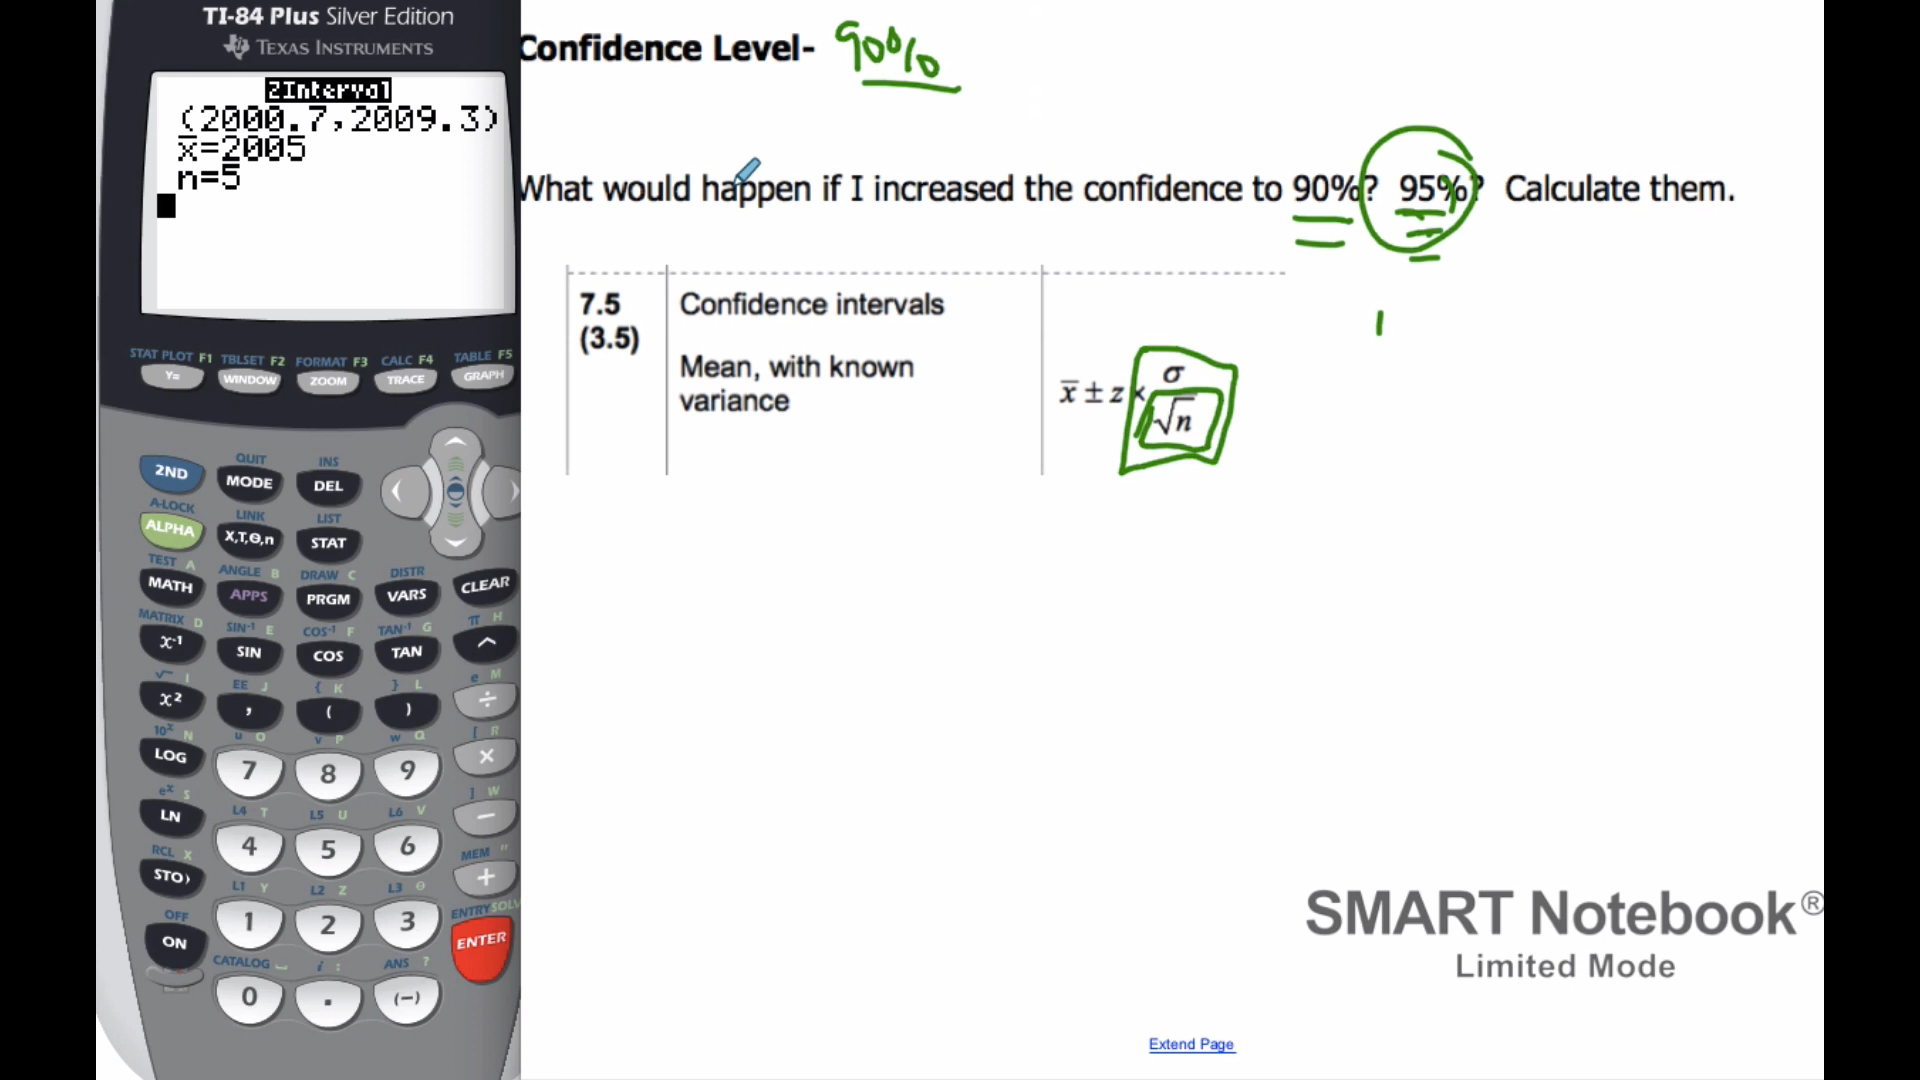 TI-84 Plus Silver Edition
TEXAS INSTRUMENTS
ZInterval
(2000.7,2009.3)
x̄=2005
n=5
STAT PLOT F1 TBLSET F2 FORMAT F3 CALC F4 TABLE F5
Y= WINDOW ZOOM TRACE GRAPH
QUIT INS
2ND MODE DEL
A-LOCK LINK LIST
ALPHA X,T,Θ,n STAT
TEST A ANGLE B DRAW C DISTR
MATH APPS PRGM VARS CLEAR
MATRIX D SIN-1 E COS-1 F TAN-1 G π H
x-1 SIN COS TAN ^
√ I EE J { K } L e M
x2 , ( ) ÷
10x N u O v P w Q [ R
LOG 7 8 9 ×
ex S L4 T L5 U L6 V ] W
LN 4 5 6 −
RCL X L1 Y L2 Z L3 Θ MEM "
STO› 1 2 3 +
OFF CATALOG i : ANS ? ENTRY SOLV
ON 0 . (−) ENTER
Confidence Level- 90%
What would happen if I increased the confidence to 90%? 95%? Calculate them.
7.5
(3.5)
Confidence intervals
Mean, with known
variance
x̄ ± z × σ/√n
SMART Notebook®
Limited Mode
Extend Page